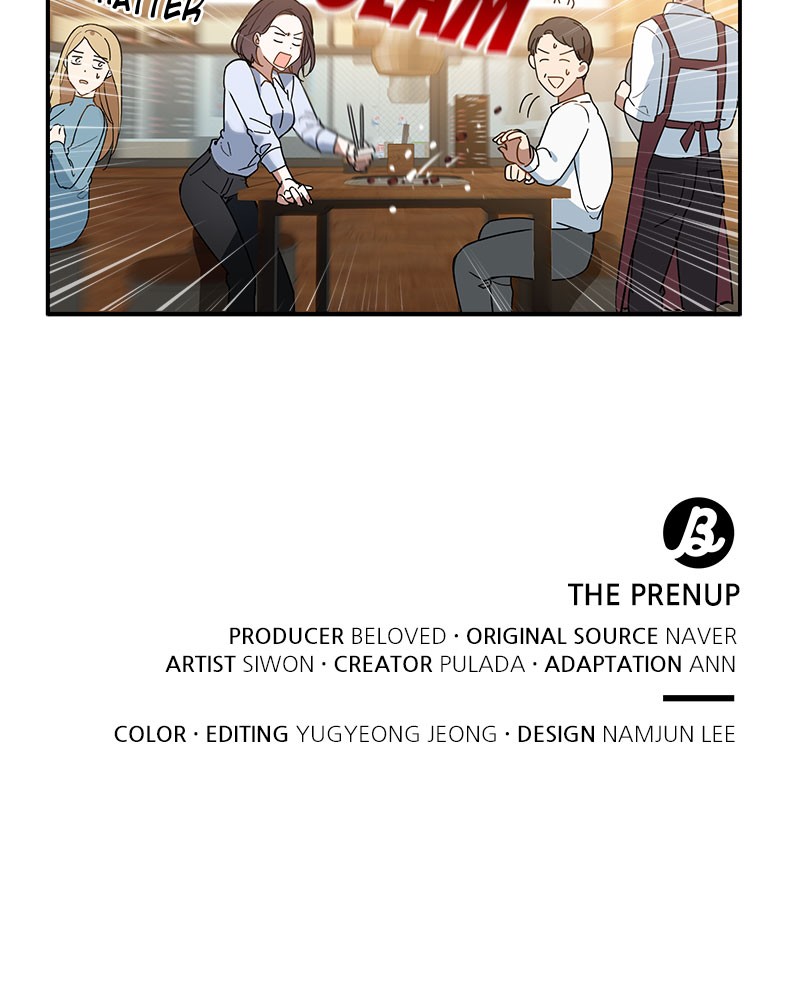 THE PRENUP
PRODUCER BELOVED · ORIGINAL SOURCE NAVER
ARTIST SIWON · CREATOR PULADA · ADAPTATION ANN
COLOR · EDITING YUGYEONG JEONG · DESIGN NAMJUN LEE